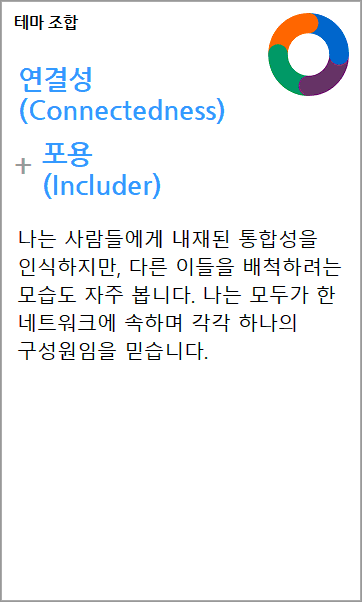 테마 조합
연결성
(Connectedness)
+ 포용
(Includer)
나는 사람들에게 내재된 통합성을
인식하지만, 다른 이들을 배척하려는
모습도 자주 봅니다. 나는 모두가 한
네트워크에 속하며 각각 하나의
구성원임을 믿습니다.